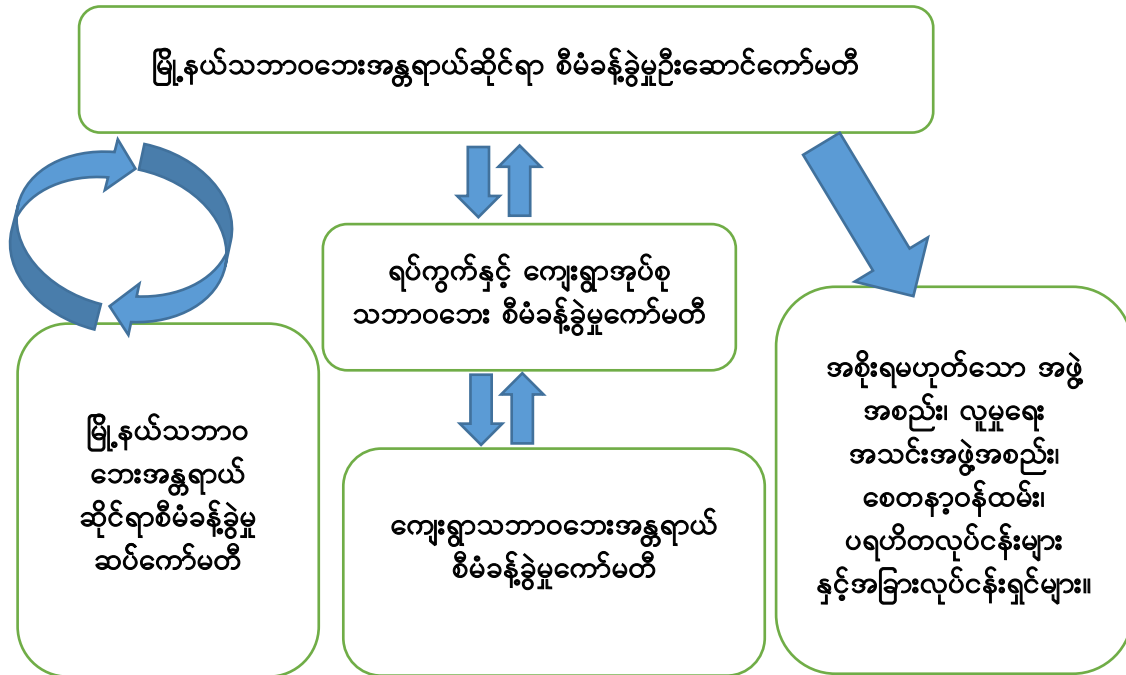 မြို့နယ်သဘာဝဘေးအန္တရာယ်ဆိုင်ရာ စီမံခန့်ခွဲမှုဦးဆောင်ကော်မတီ
ရပ်ကွက်နှင့် ကျေးရွာအုပ်စု
သဘာဝဘေး စီမံခန့်ခွဲမှုကော်မတီ
မြို့နယ်သဘာဝ
ဘေးအန္တရာယ်
ဆိုင်ရာစီမံခန့်ခွဲမှု
ဆပ်ကော်မတီ
ကျေးရွာသဘာဝဘေးအန္တရာယ်
စီမံခန့်ခွဲမှုကော်မတီ
အစိုးရမဟုတ်သော အဖွဲ့
အစည်း၊ လူမှုရေး
အသင်းအဖွဲ့အစည်း၊
စေတနာ့ဝန်ထမ်း၊
ပရဟိတလုပ်ငန်းများ
နှင့်အခြားလုပ်ငန်းရှင်များ။